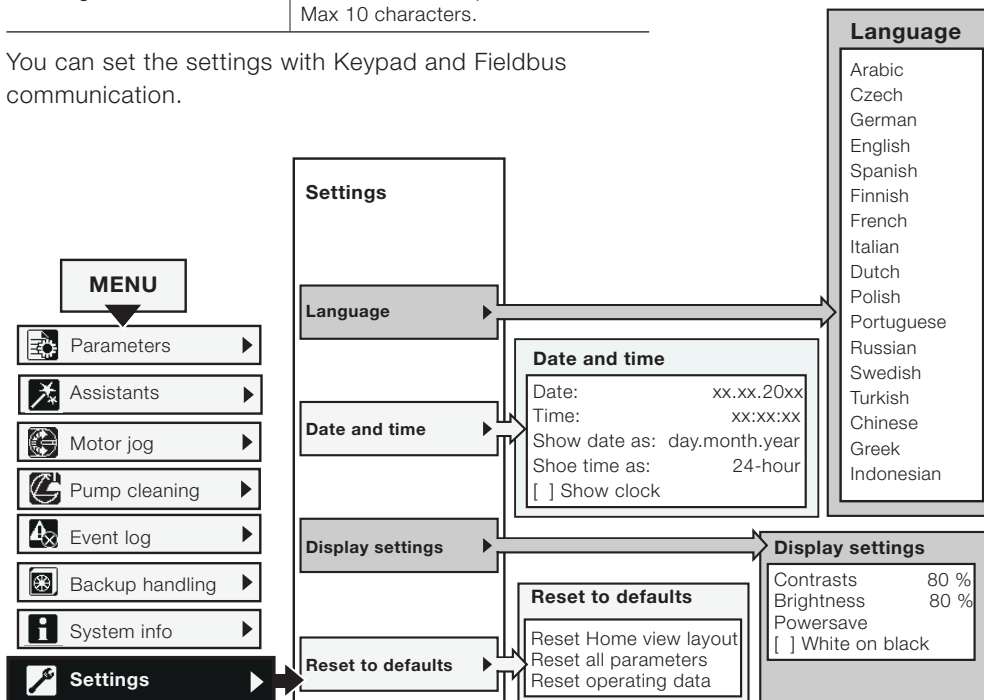 Max 10 characters.
You can set the settings with Keypad and Fieldbus
communication.
MENU
Parameters
Assistants
Motor jog
Pump cleaning
Event log
Backup handling
System info
Settings
Settings
Language
Date and time
Display settings
Reset to defaults
Language
Arabic
Czech
German
English
Spanish
Finnish
French
Italian
Dutch
Polish
Portuguese
Russian
Swedish
Turkish
Chinese
Greek
Indonesian
Date and time
Date: xx.xx.20xx
Time: xx:xx:xx
Show date as: day.month.year
Shoe time as: 24-hour
[ ] Show clock
Display settings
Contrasts 80 %
Brightness 80 %
Powersave
[ ] White on black
Reset to defaults
Reset Home view layout
Reset all parameters
Reset operating data